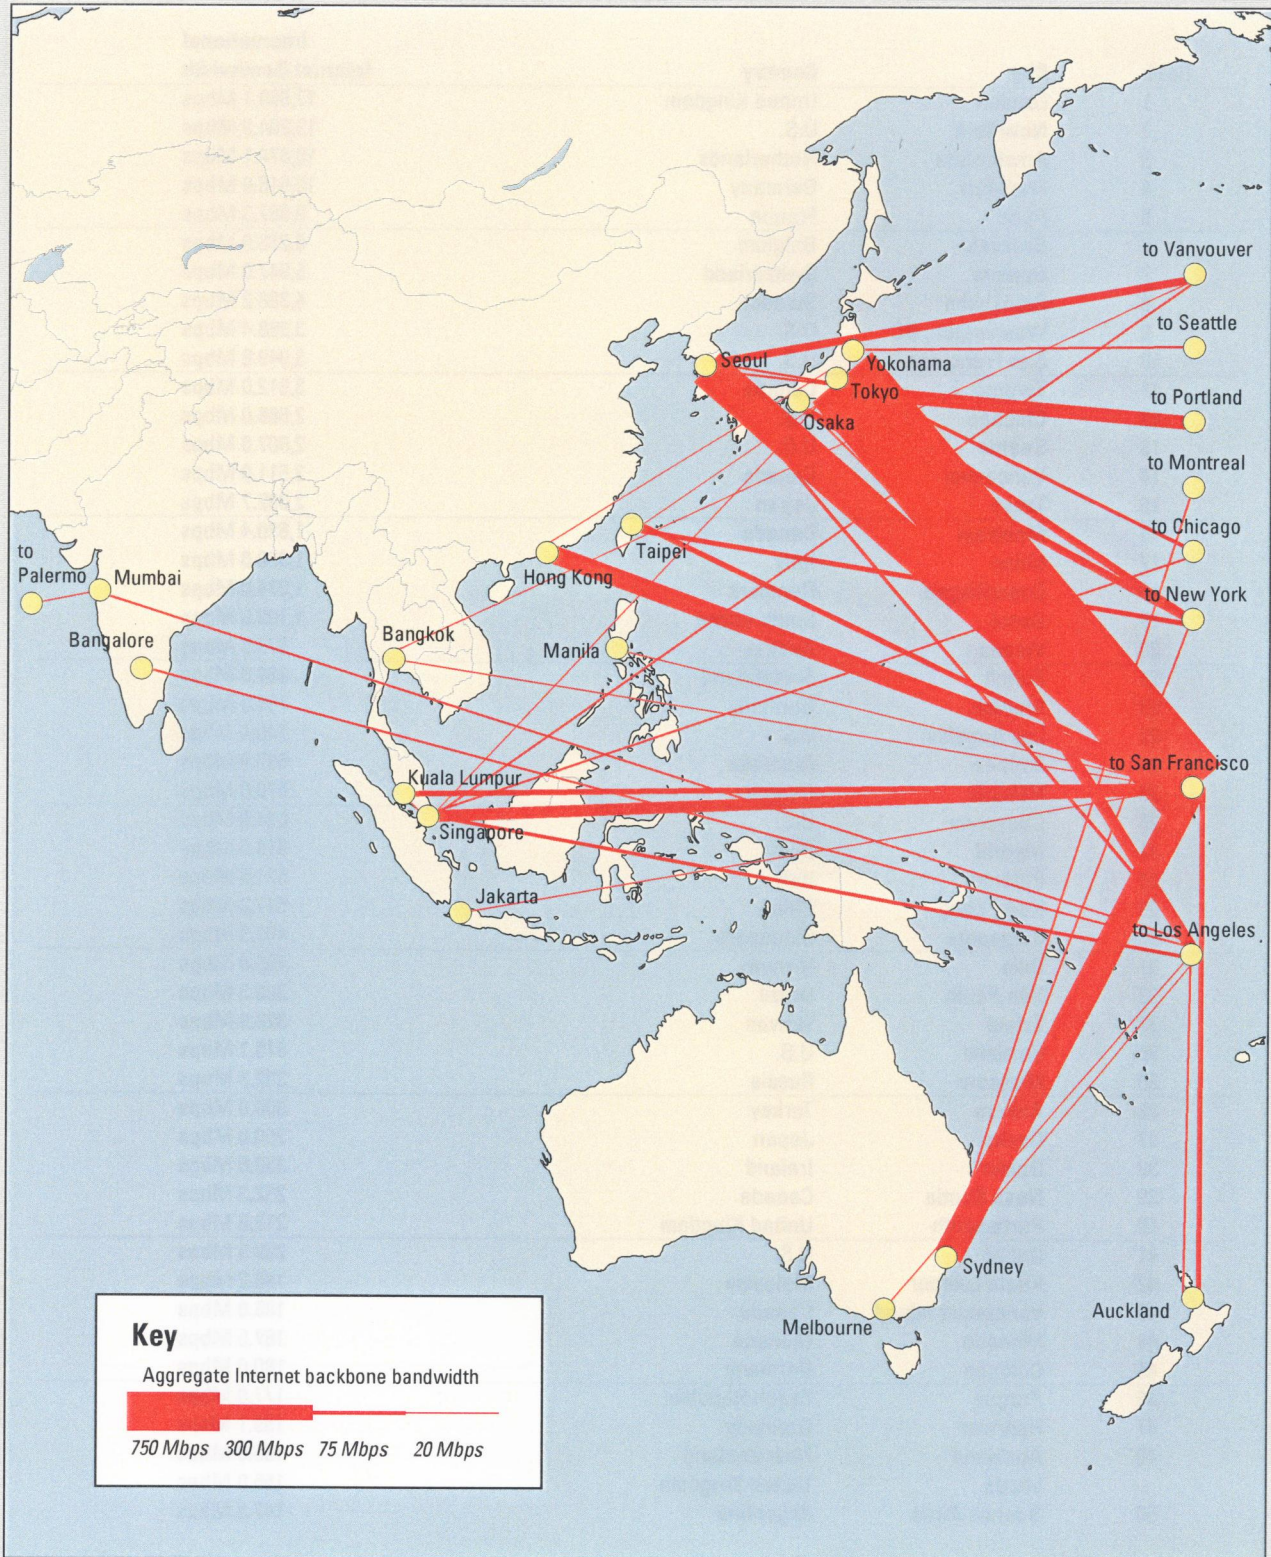 to Vanvouver
to Seattle
Seoul
Yokohama
Tokyo
to Portland
Osaka
to Montreal
to Chicago
Taipei
to
Palermo
Mumbai
Hong Kong
to New York
Bangalore
Bangkok
Manila
to San Francisco
Kuala Lumpur
Singapore
Jakarta
to Los Angeles
Sydney
Auckland
Melbourne
Key
Aggregate Internet backbone bandwidth
750 Mbps 300 Mbps 75 Mbps 20 Mbps